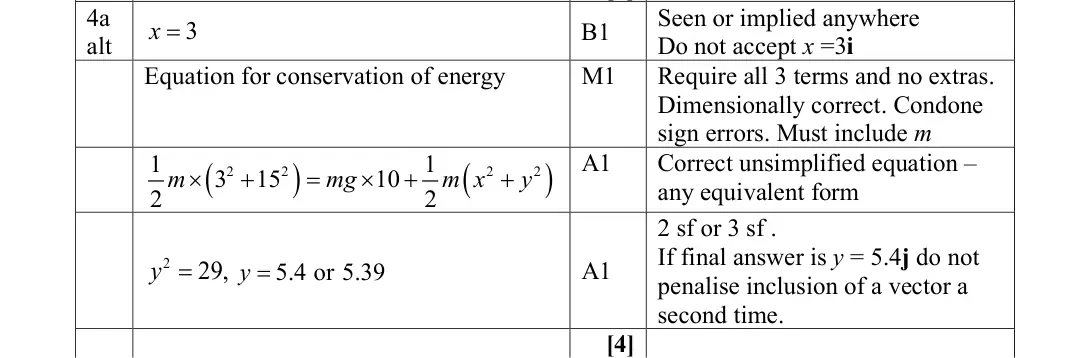 4a
alt
x = 3
B1
Seen or implied anywhere
Do not accept x =3i
Equation for conservation of energy
M1
Require all 3 terms and no extras.
Dimensionally correct. Condone
sign errors. Must include m
1/2 m×(3²+15²)=mg×10+1/2 m(x²+y²)
A1
Correct unsimplified equation –
any equivalent form
y² = 29, y = 5.4 or 5.39
A1
2 sf or 3 sf .
If final answer is y = 5.4j do not
penalise inclusion of a vector a
second time.
[4]